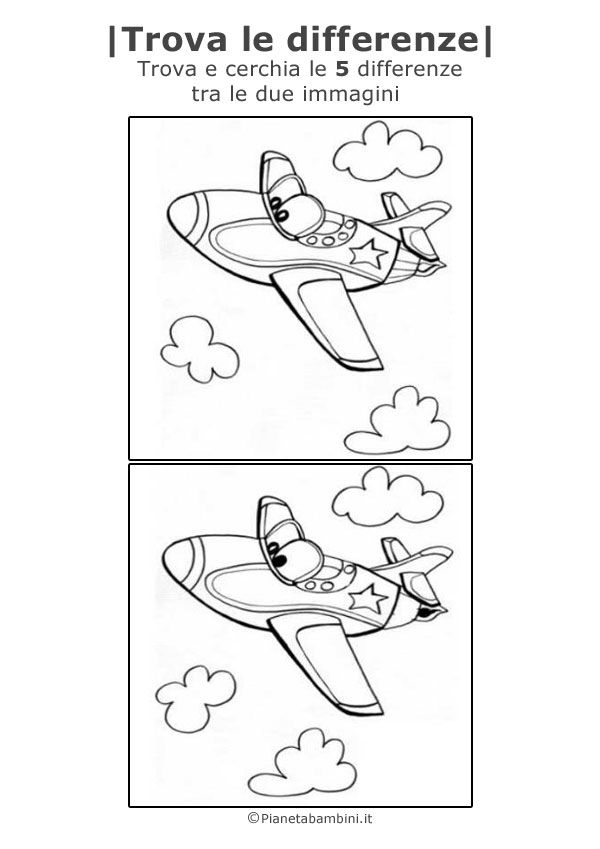 |Trova le differenze|
Trova e cerchia le 5 differenze
tra le due immagini
©Pianetabambini.it